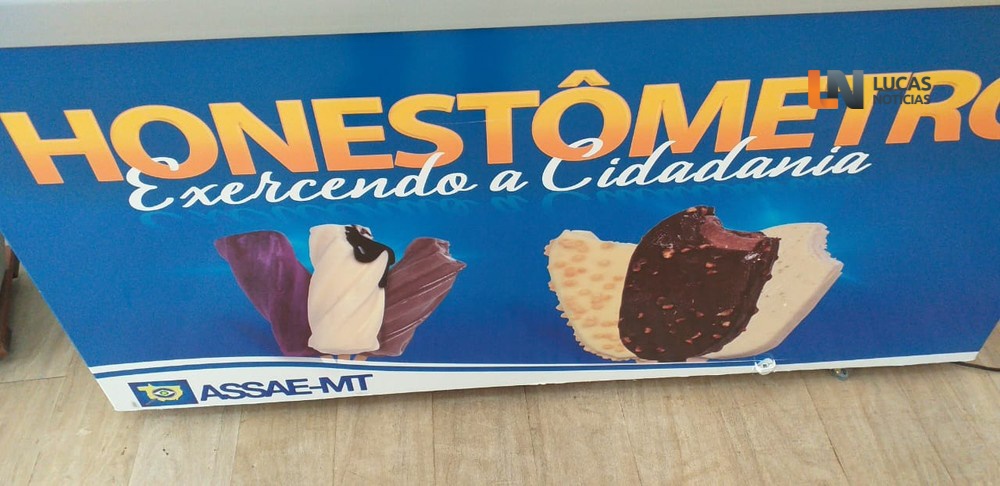 HONESTÔMETRO
LUCAS
NOTÍCIAS
Exercendo a Cidadania
ASSAE-MT